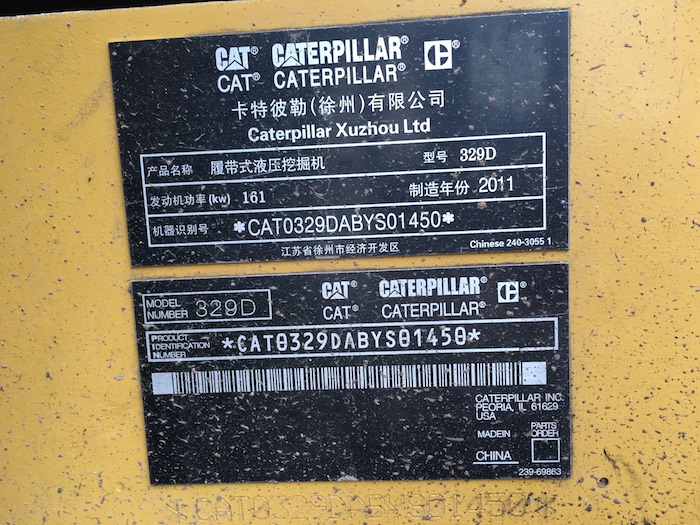 CAT® CATERPILLAR® C®
CAT® CATERPILLAR®
卡特彼勒(徐州)有限公司
Caterpillar Xuzhou Ltd
产品名称 履带式液压挖掘机 型号 329D
发动机功率(kw) 161 制造年份 2011
机器识别号 *CAT0329DABYS01450*
江苏省徐州市经济开发区 Chinese 240-3055 1
MODEL NUMBER 329D CAT® CATERPILLAR® C®
CAT® CATERPILLAR®
PRODUCT IDENTIFICATION NUMBER *CAT0329DABYS01450*
CATERPILLAR INC.
PEORIA, IL 61629
USA
MADE IN PARTS ORDER
CHINA
239-69863
*CAT0329DABYS01450*